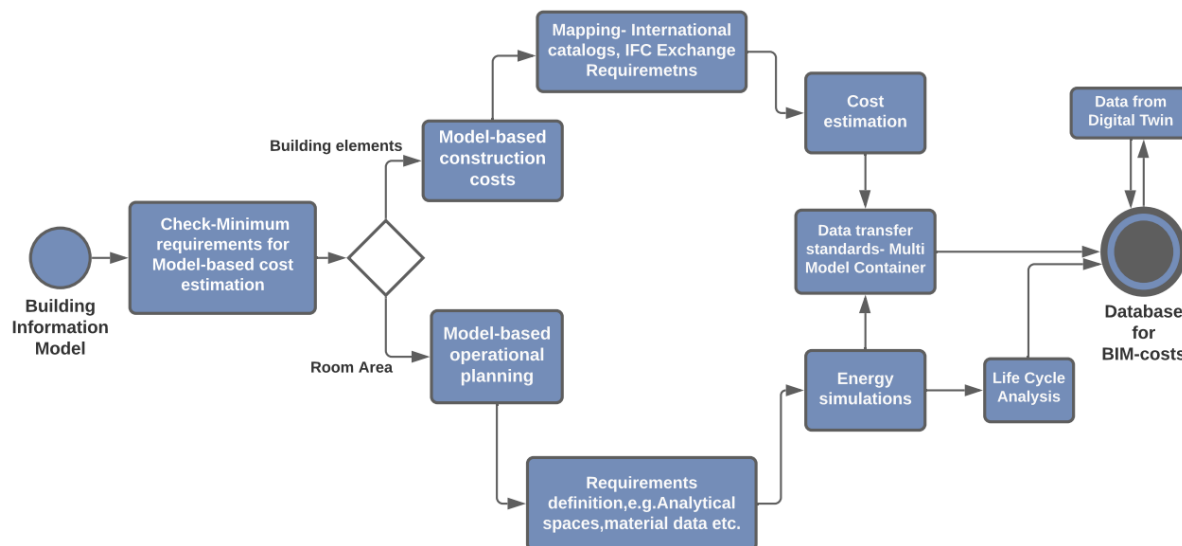 Mapping- International
catalogs, IFC Exchange
Requiremetns
Cost
estimation
Data from
Digital Twin
Building elements
Model-based
construction
costs
Check-Minimum
requirements for
Model-based cost
estimation
Data transfer
standards- Multi
Model Container
Building
Information
Model
Database
for
BIM-costs
Room Area
Model-based
operational
planning
Energy
simulations
Life Cycle
Analysis
Requirements
definition,e.g.Analytical
spaces,material data etc.